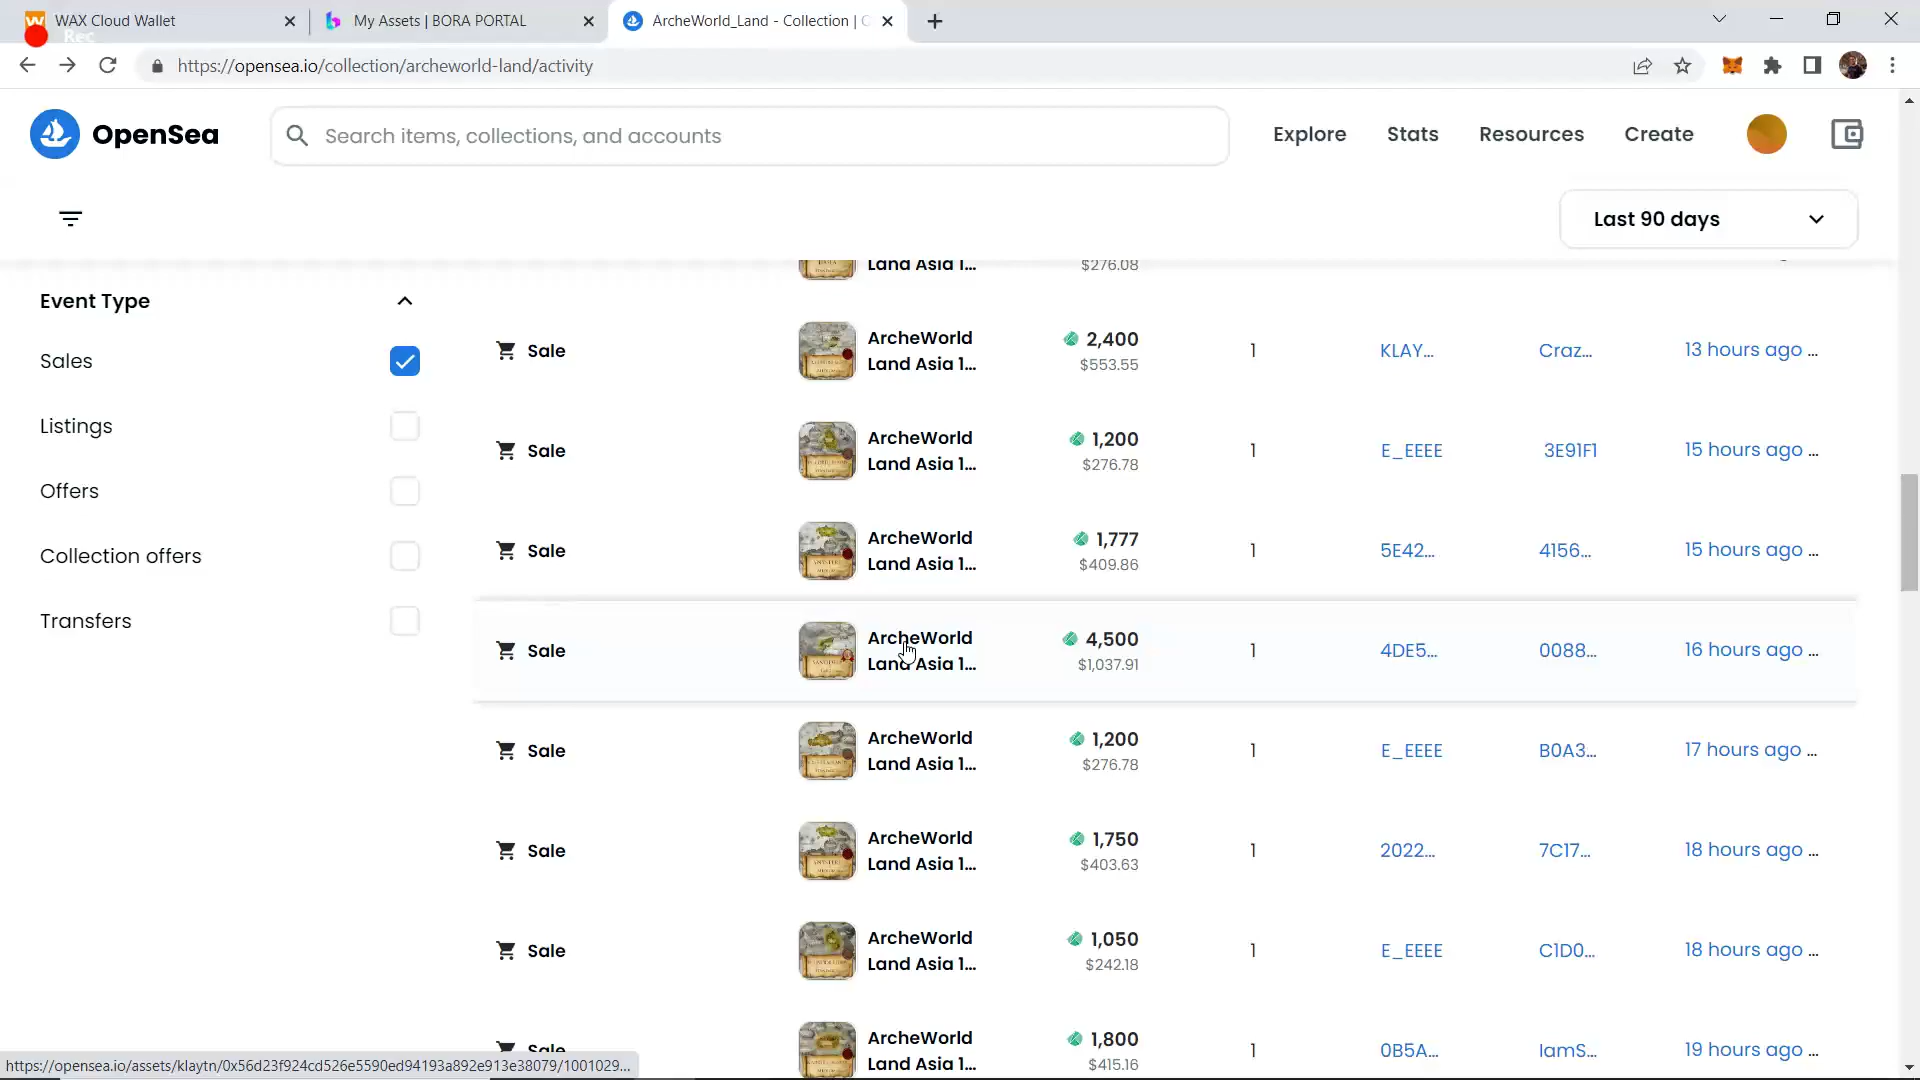 WAX Cloud Wallet
My Assets | BORA PORTAL
ArcheWorld_Land - Collection |
Rec
https://opensea.io/collection/archeworld-land/activity
OpenSea
Search items, collections, and accounts
Explore
Stats
Resources
Create
Last 90 days
Land Asia 1...
$276.08
Event Type
Sales
Listings
Offers
Collection offers
Transfers
Sale
ArcheWorld
Land Asia 1...
2,400
$553.55
1
KLAY...
Craz...
13 hours ago ...
Sale
ArcheWorld
Land Asia 1...
1,200
$276.78
1
E_EEEE
3E91F1
15 hours ago ...
Sale
ArcheWorld
Land Asia 1...
1,777
$409.86
1
5E42...
4156...
15 hours ago ...
Sale
ArcheWorld
Land Asia 1...
4,500
$1,037.91
1
4DE5...
0088...
16 hours ago ...
Sale
ArcheWorld
Land Asia 1...
1,200
$276.78
1
E_EEEE
B0A3...
17 hours ago ...
Sale
ArcheWorld
Land Asia 1...
1,750
$403.63
1
2022...
7C17...
18 hours ago ...
Sale
ArcheWorld
Land Asia 1...
1,050
$242.18
1
E_EEEE
C1D0...
18 hours ago ...
Sale
ArcheWorld
Land Asia 1...
1,800
$415.16
1
0B5A...
IamS...
19 hours ago ...
https://opensea.io/assets/klaytn/0x56d23f924cd526e5590ed94193a892e913e38079/1001029...